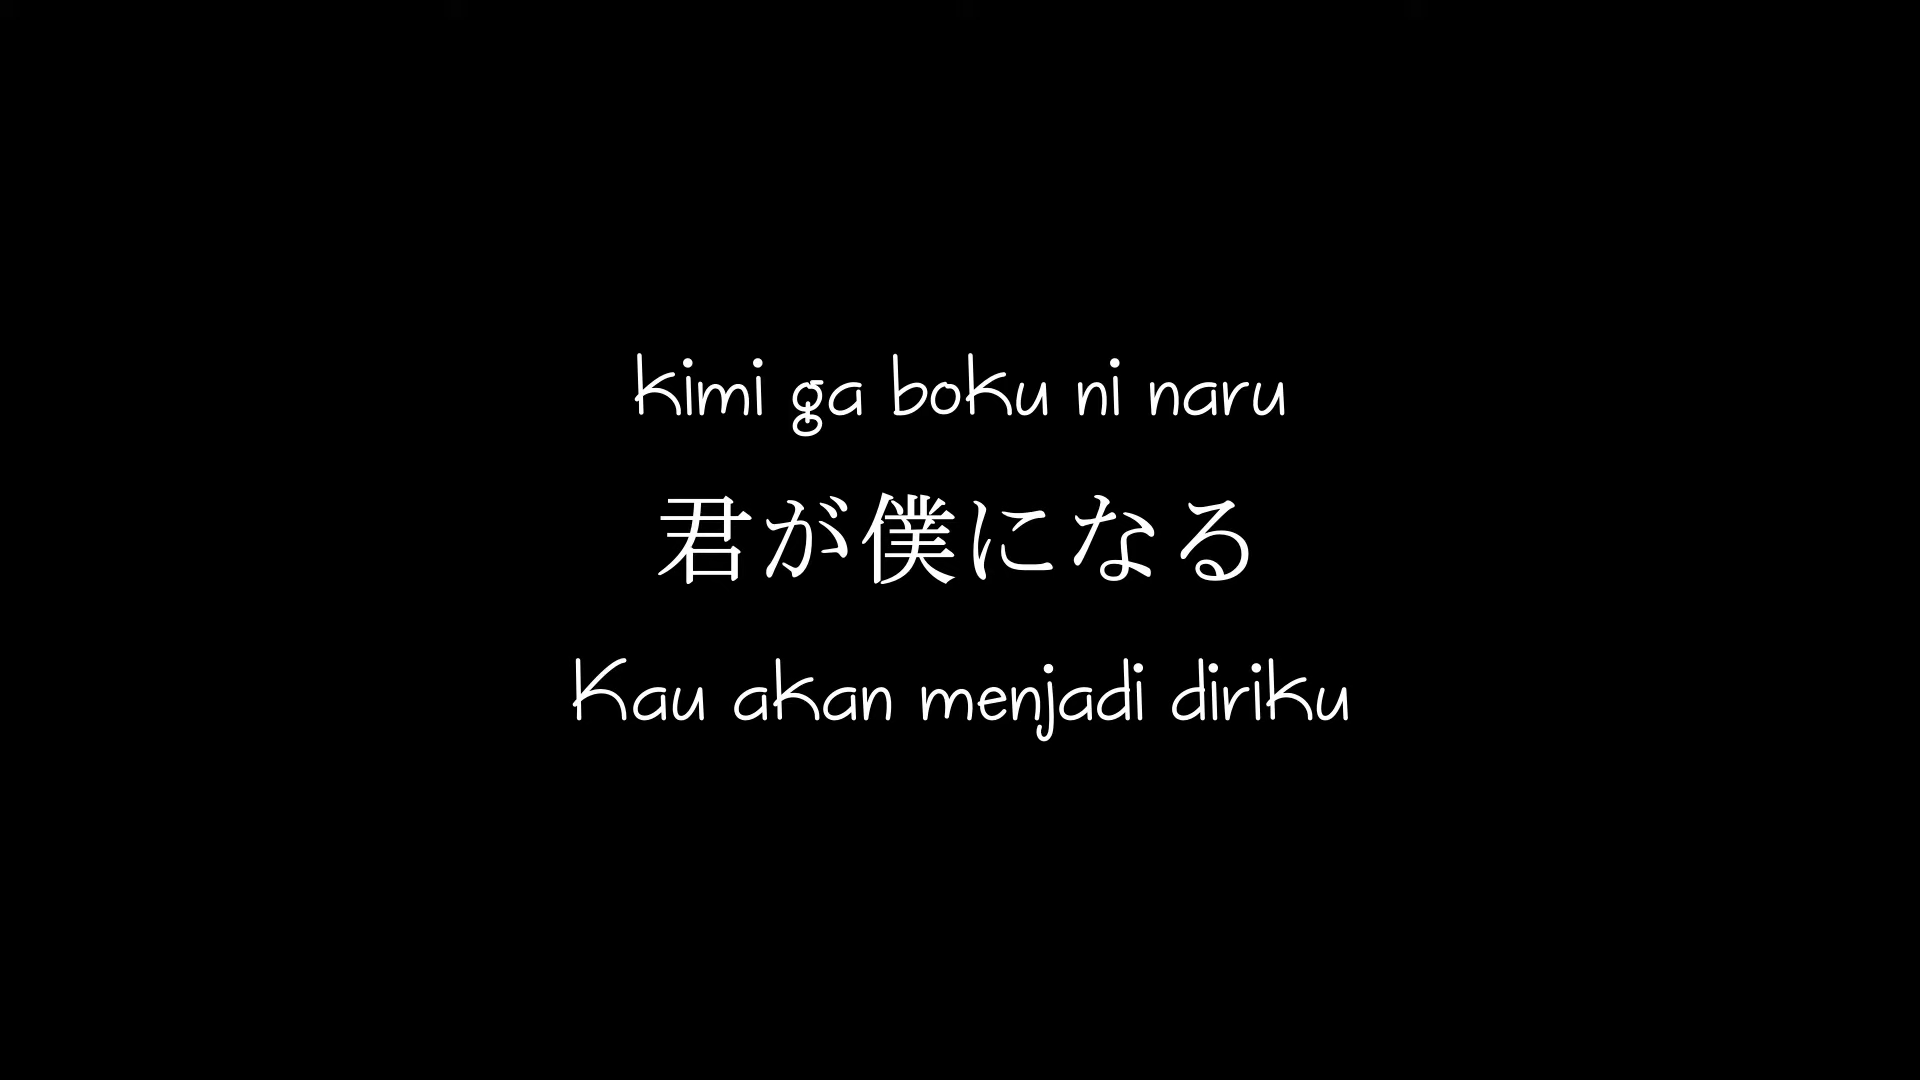 kimi ga boku ni naru
君が僕になる
Kau akan menjadi diriku